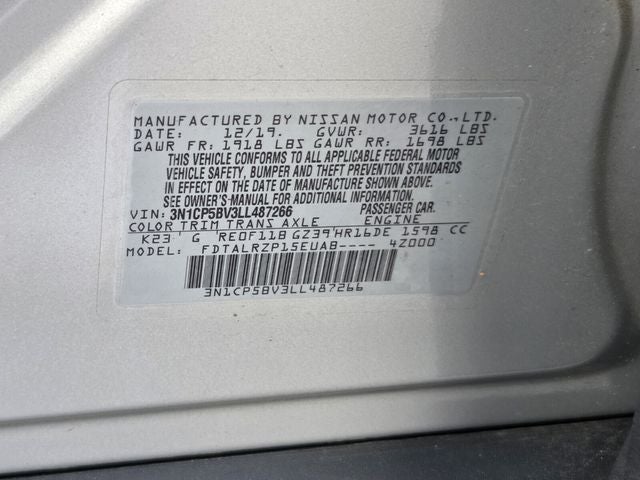 MANUFACTURED BY NISSAN MOTOR CO.,LTD.
DATE: 12/19. GVWR: 3616 LBS
GAWR FR: 1918 LBS GAWR RR: 1698 LBS
THIS VEHICLE CONFORMS TO ALL APPLICABLE FEDERAL MOTOR
VEHICLE SAFETY, BUMPER AND THEFT PREVENTION STANDARDS
IN EFFECT ON THE DATE OF MANUFACTURE SHOWN ABOVE.
SEE OWNER'S-MANUAL FOR ADDITIONAL INFORMATION.
VIN: 3N1CP5BV3LL487266 PASSENGER CAR.
COLOR TRIM TRANS AXLE ENGINE
K23 G RE0F11B GZ39 HR16DE 1598 CC
MODEL: FDTALRZP15EUAB---- 4Z000
3N1CP5BV3LL487266